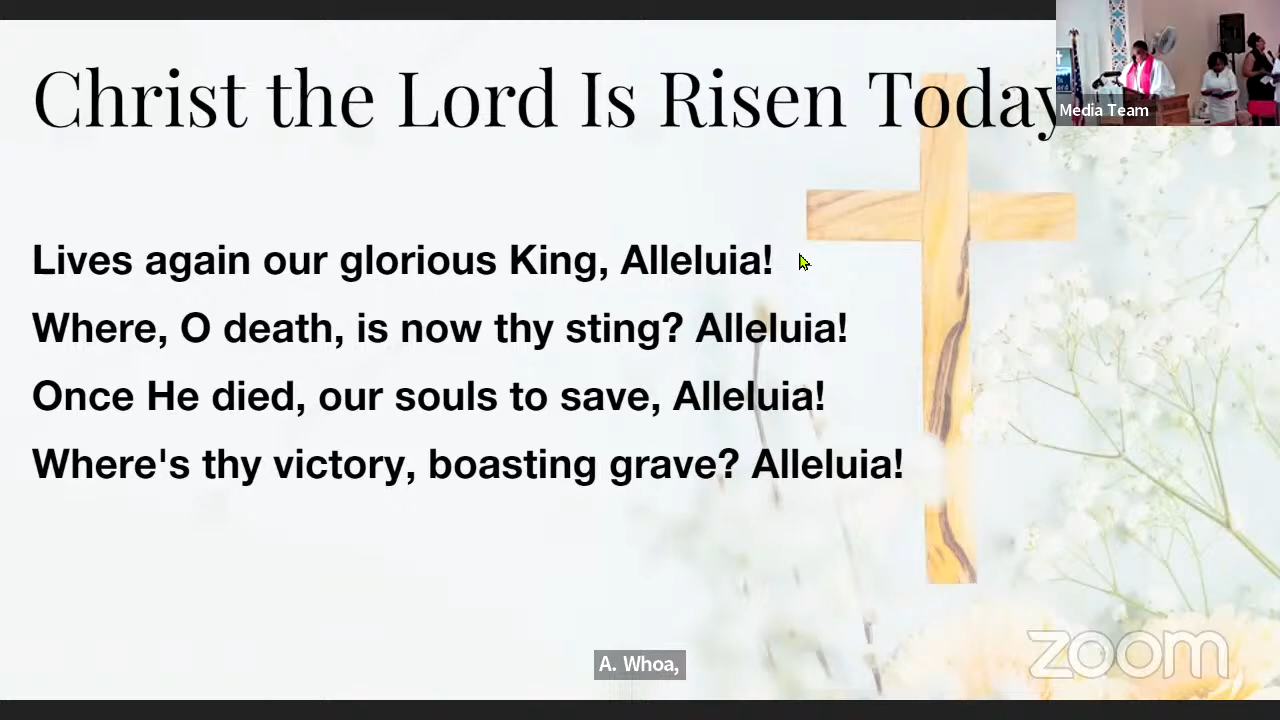 Christ the Lord Is Risen Today
Media Team
Lives again our glorious King, Alleluia!
Where, O death, is now thy sting? Alleluia!
Once He died, our souls to save, Alleluia!
Where's thy victory, boasting grave? Alleluia!
A. Whoa,
zoom